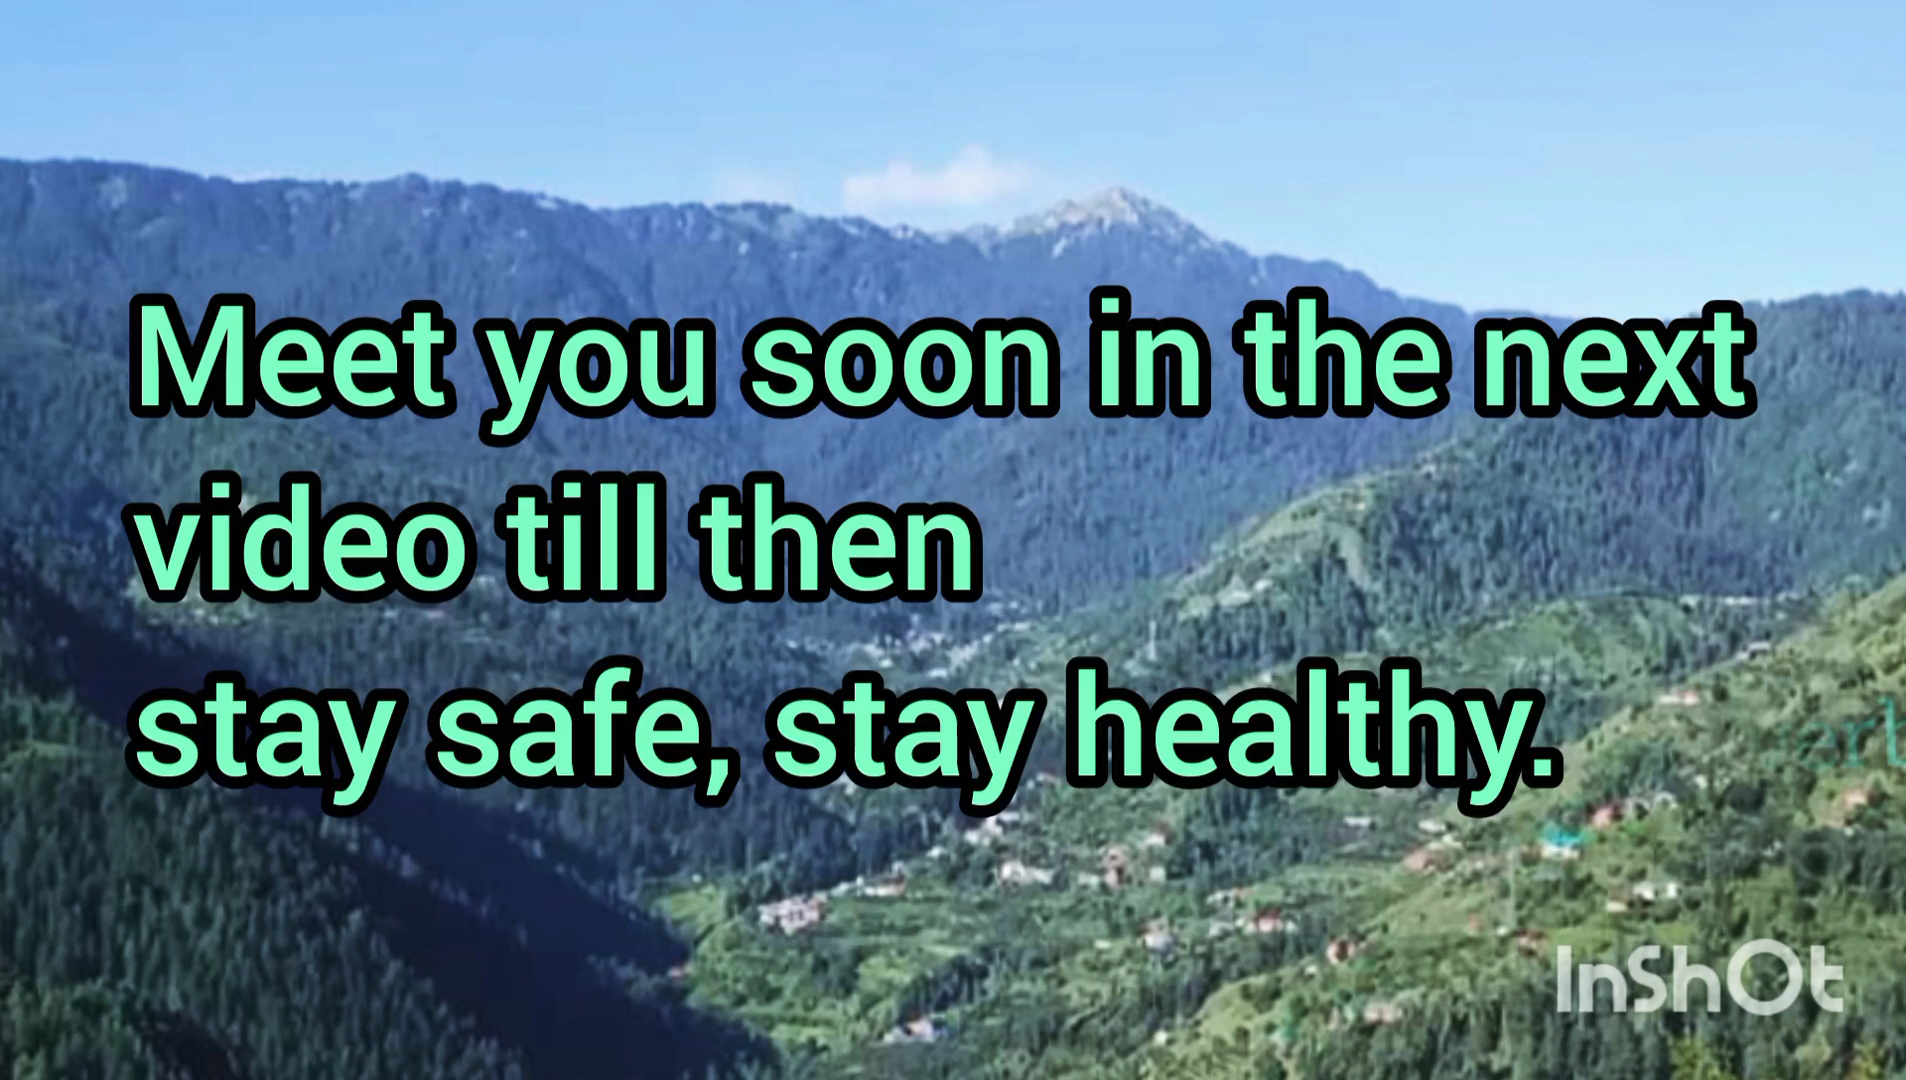 Meet you soon in the next
video till then
stay safe, stay healthy.
InShOt